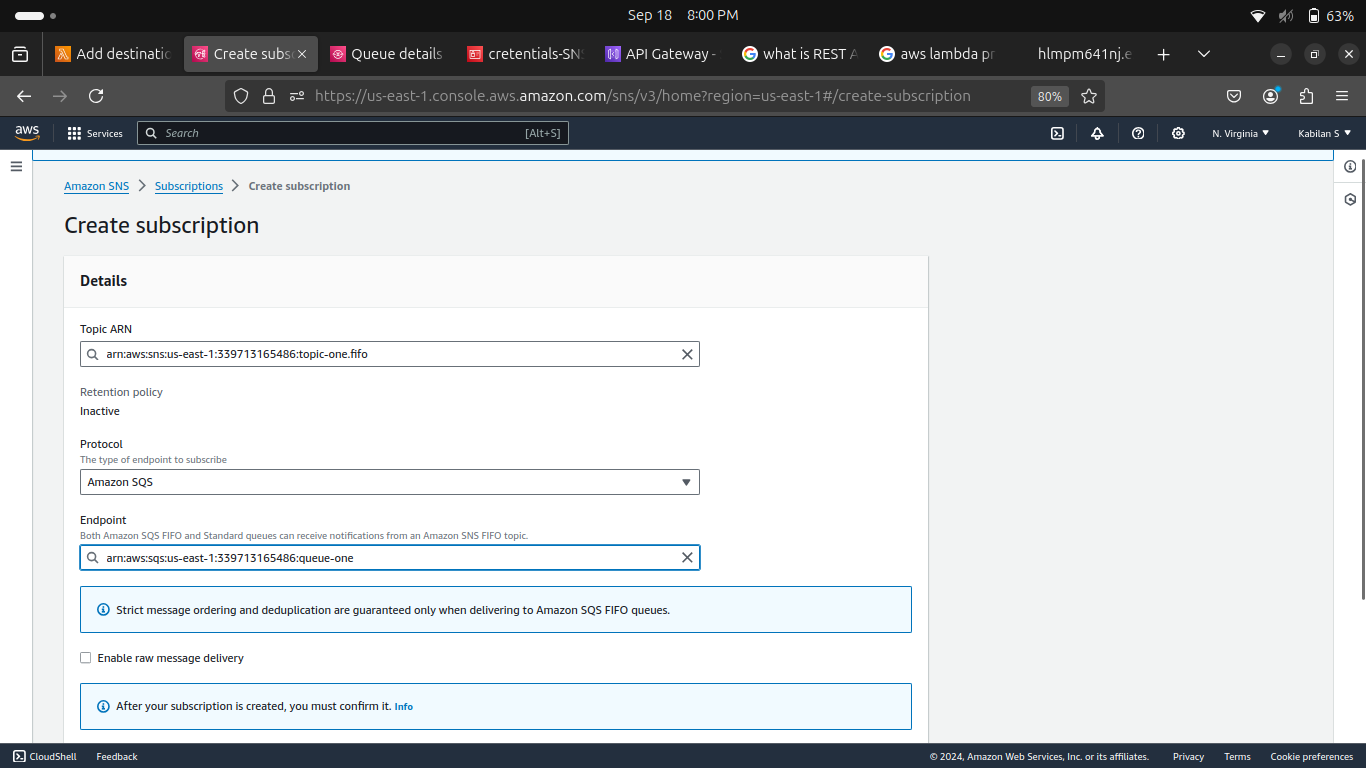 Sep 18 8:00 PM
63%
Add destinatio
Create subsc
Queue details
cretentials-SNS
API Gateway -
what is REST A
aws lambda pr
hlmpm641nj.e
https://us-east-1.console.aws.amazon.com/sns/v3/home?region=us-east-1#/create-subscription
80%
aws
Services
Search
[Alt+S]
N. Virginia
Kabilan S
Amazon SNS
Subscriptions
Create subscription
Create subscription
Details
Topic ARN
arn:aws:sns:us-east-1:339713165486:topic-one.fifo
Retention policy
Inactive
Protocol
The type of endpoint to subscribe
Amazon SQS
Endpoint
Both Amazon SQS FIFO and Standard queues can receive notifications from an Amazon SNS FIFO topic.
arn:aws:sqs:us-east-1:339713165486:queue-one
Strict message ordering and deduplication are guaranteed only when delivering to Amazon SQS FIFO queues.
Enable raw message delivery
After your subscription is created, you must confirm it. Info
CloudShell
Feedback
© 2024, Amazon Web Services, Inc. or its affiliates.
Privacy
Terms
Cookie preferences